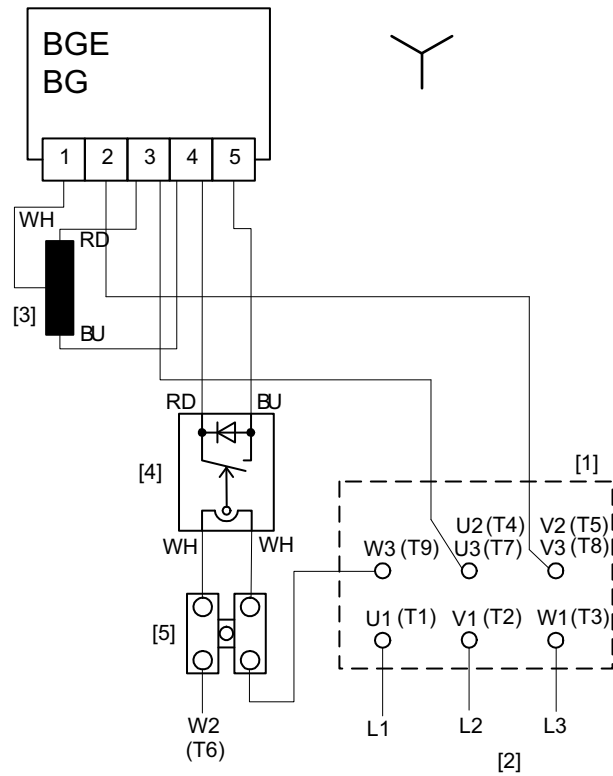 BGE
BG
1 2 3 4 5
WH
RD
[3]
BU
RD BU
[4]
[1]
WH WH
U2 (T4) V2 (T5)
W3 (T9) U3 (T7) V3 (T8)
[5]
U1 (T1) V1 (T2) W1 (T3)
W2
(T6)
L1 L2 L3
[2]